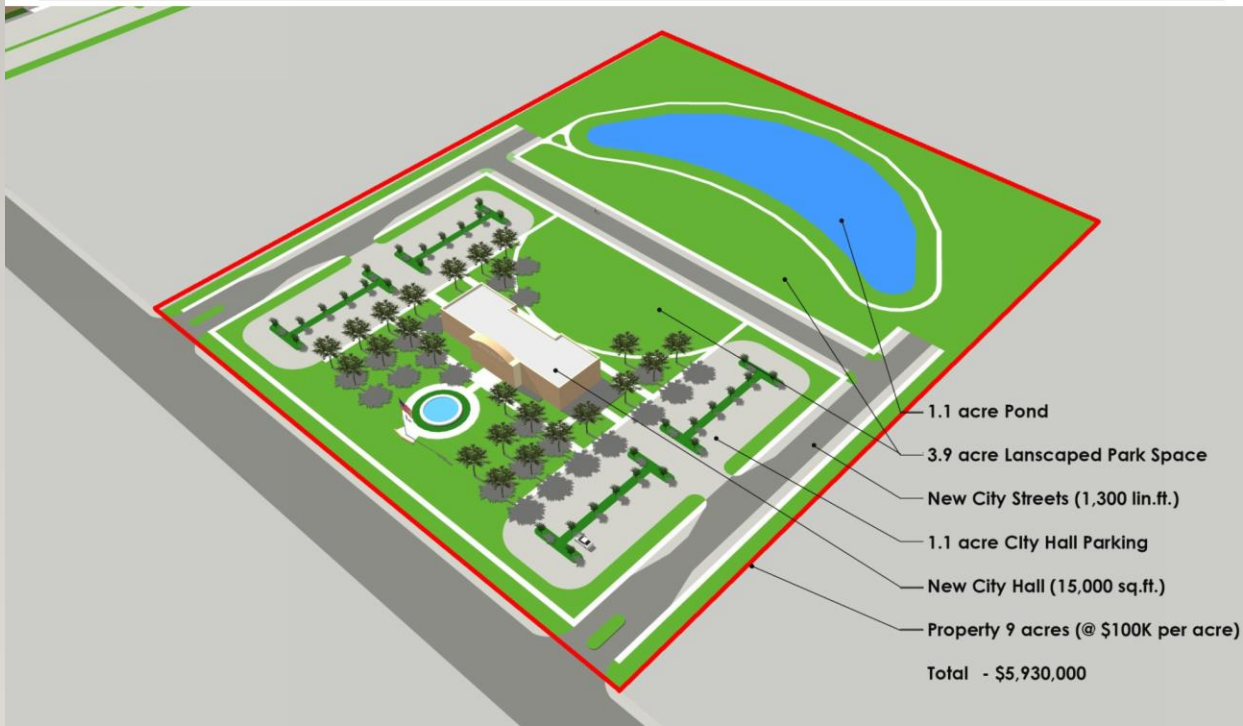 1.1 acre Pond
3.9 acre Lanscaped Park Space
New City Streets (1,300 lin.ft.)
1.1 acre CIty Hall Parking
New City Hall (15,000 sq.ft.)
Property 9 acres (@ $100K per acre)
Total - $5,930,000